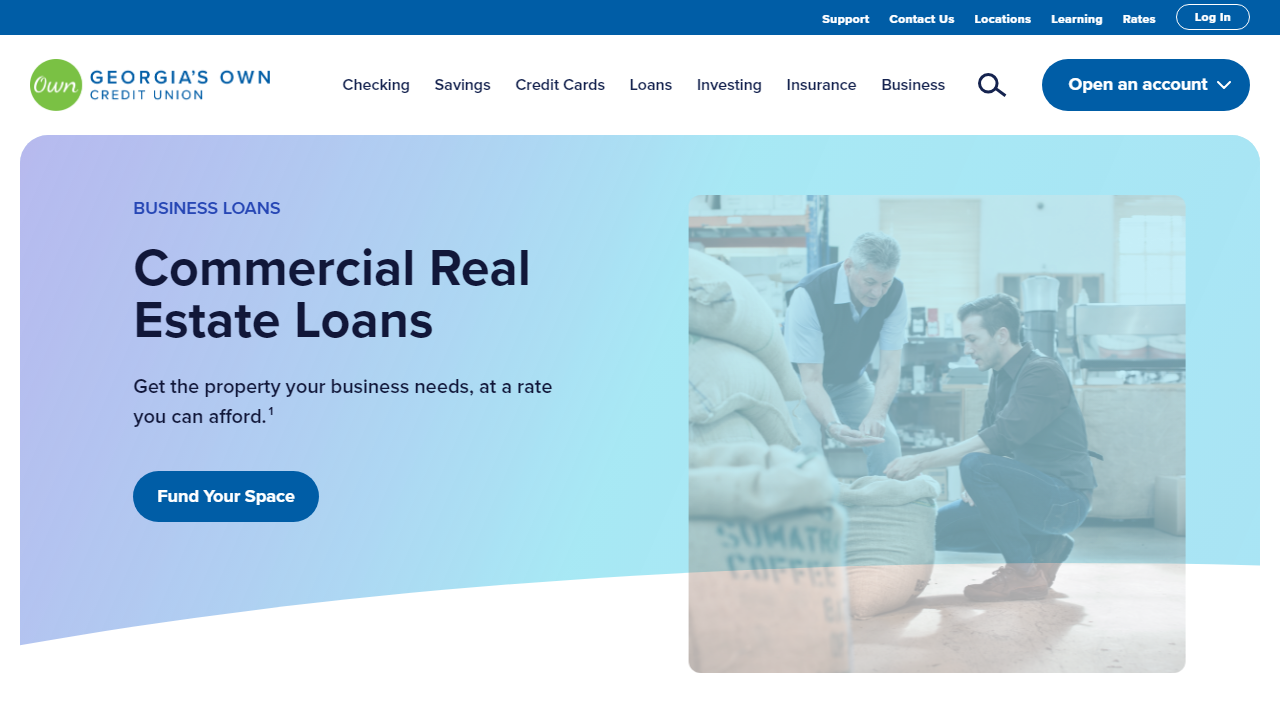 Support Contact Us Locations Learning Rates Log In
Own GEORGIA'S OWN
CREDIT UNION
Checking Savings Credit Cards Loans Investing Insurance Business Open an account
BUSINESS LOANS
Commercial Real
Estate Loans
Get the property your business needs, at a rate
you can afford.¹
Fund Your Space
SUMATRA
COFFEE